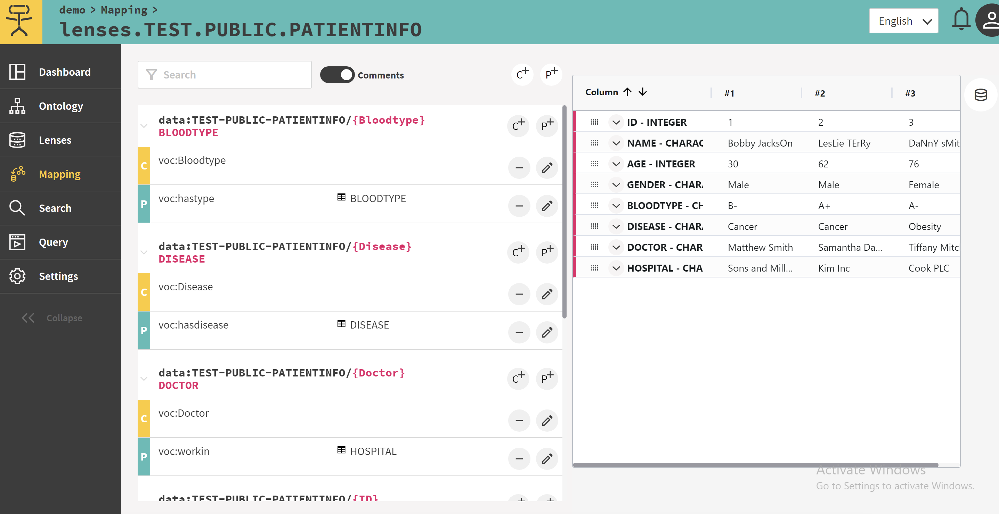 demo > Mapping >
lenses.TEST.PUBLIC.PATIENTINFO
English
Dashboard
Ontology
Lenses
Mapping
Search
Query
Settings
Collapse
Search
Comments
C+ P+
data:TEST-PUBLIC-PATIENTINFO/{Bloodtype}
BLOODTYPE
C+ P+
C voc:Bloodtype
P voc:hastype BLOODTYPE
data:TEST-PUBLIC-PATIENTINFO/{Disease}
DISEASE
C+ P+
C voc:Disease
P voc:hasdisease DISEASE
data:TEST-PUBLIC-PATIENTINFO/{Doctor}
DOCTOR
C+ P+
C voc:Doctor
P voc:workin HOSPITAL
data:TEST-PUBLIC-PATIENTINFO/{ID}
Column #1 #2 #3
ID - INTEGER 1 2 3
NAME - CHARAC Bobby JacksOn LesLie TErRy DaNnY sMit
AGE - INTEGER 30 62 76
GENDER - CHAR Male Male Female
BLOODTYPE - CH B- A+ A-
DISEASE - CHAR Cancer Cancer Obesity
DOCTOR - CHAR Matthew Smith Samantha Da... Tiffany Mitc
HOSPITAL - CHA Sons and Mill... Kim Inc Cook PLC
Activate Windows
Go to Settings to activate Windows.